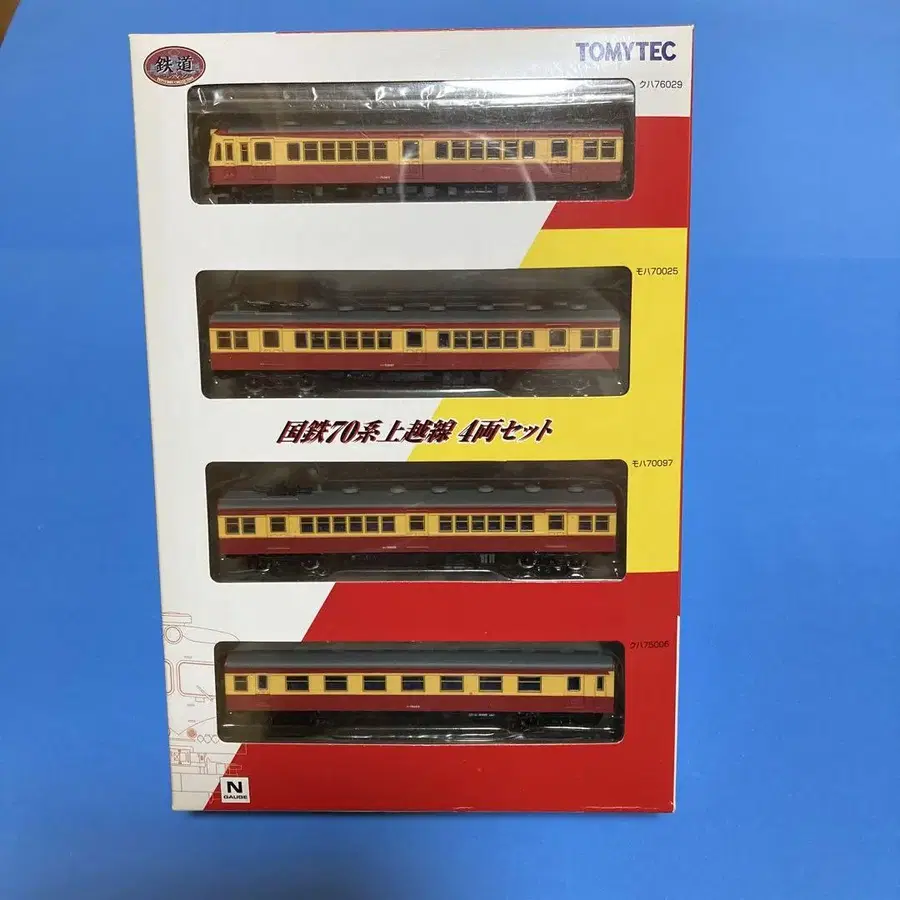 鉄道
TOMYTEC
クハ76029
モハ70025
国鉄70系上越線 4両セット
モハ70097
クハ75006
N
GAUGE